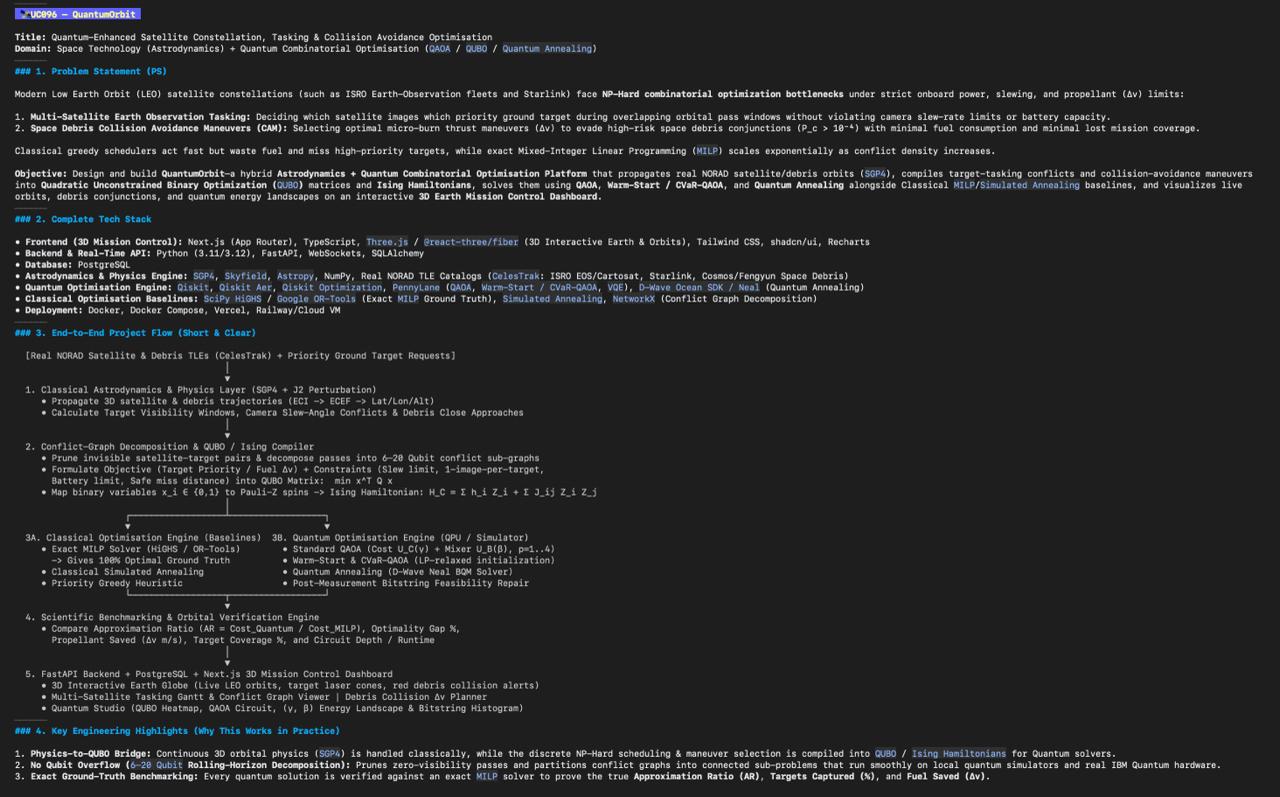 🛰️UC096 — QuantumOrbit
Title: Quantum-Enhanced Satellite Constellation, Tasking & Collision Avoidance Optimisation
Domain: Space Technology (Astrodynamics) + Quantum Combinatorial Optimisation (QAOA / QUBO / Quantum Annealing)
### 1. Problem Statement (PS)
Modern Low Earth Orbit (LEO) satellite constellations (such as ISRO Earth-Observation fleets and Starlink) face NP-Hard combinatorial optimization bottlenecks under strict onboard power, slewing, and propellant (Δv) limits:
1. Multi-Satellite Earth Observation Tasking: Deciding which satellite images which priority ground target during overlapping orbital pass windows without violating camera slew-rate limits or battery capacity.
2. Space Debris Collision Avoidance Maneuvers (CAM): Selecting optimal micro-burn thrust maneuvers (Δv) to evade high-risk space debris conjunctions (P_c > 10⁻⁴) with minimal fuel consumption and minimal lost mission coverage.
Classical greedy schedulers act fast but waste fuel and miss high-priority targets, while exact Mixed-Integer Linear Programming (MILP) scales exponentially as conflict density increases.
Objective: Design and build QuantumOrbit—a hybrid Astrodynamics + Quantum Combinatorial Optimisation Platform that propagates real NORAD satellite/debris orbits (SGP4), compiles target-tasking conflicts and collision-avoidance maneuvers
into Quadratic Unconstrained Binary Optimization (QUBO) matrices and Ising Hamiltonians, solves them using QAOA, Warm-Start / CVaR-QAOA, and Quantum Annealing alongside Classical MILP/Simulated Annealing baselines, and visualizes live
orbits, debris conjunctions, and quantum energy landscapes on an interactive 3D Earth Mission Control Dashboard.
### 2. Complete Tech Stack
• Frontend (3D Mission Control): Next.js (App Router), TypeScript, Three.js / @react-three/fiber (3D Interactive Earth & Orbits), Tailwind CSS, shadcn/ui, Recharts
• Backend & Real-Time API: Python (3.11/3.12), FastAPI, WebSockets, SQLAlchemy
• Database: PostgreSQL
• Astrodynamics & Physics Engine: SGP4, Skyfield, Astropy, NumPy, Real NORAD TLE Catalogs (CelesTrak: ISRO EOS/Cartosat, Starlink, Cosmos/Fengyun Space Debris)
• Quantum Optimisation Engine: Qiskit, Qiskit Aer, Qiskit Optimization, PennyLane (QAOA, Warm-Start / CVaR-QAOA, VQE), D-Wave Ocean SDK / Neal (Quantum Annealing)
• Classical Optimisation Baselines: SciPy HiGHS / Google OR-Tools (Exact MILP Ground Truth), Simulated Annealing, NetworkX (Conflict Graph Decomposition)
• Deployment: Docker, Docker Compose, Vercel, Railway/Cloud VM
### 3. End-to-End Project Flow (Short & Clear)
[Real NORAD Satellite & Debris TLEs (CelesTrak) + Priority Ground Target Requests]
1. Classical Astrodynamics & Physics Layer (SGP4 + J2 Perturbation)
• Propagate 3D satellite & debris trajectories (ECI -> ECEF -> Lat/Lon/Alt)
• Calculate Target Visibility Windows, Camera Slew-Angle Conflicts & Debris Close Approaches
2. Conflict-Graph Decomposition & QUBO / Ising Compiler
• Prune invisible satellite-target pairs & decompose passes into 6–20 Qubit conflict sub-graphs
• Formulate Objective (Target Priority / Fuel Δv) + Constraints (Slew limit, 1-image-per-target,
Battery limit, Safe miss distance) into QUBO Matrix:  min x^T Q x
• Map binary variables x_i ∈ {0,1} to Pauli-Z spins -> Ising Hamiltonian: H_C = Σ h_i Z_i + Σ J_ij Z_i Z_j
3A. Classical Optimisation Engine (Baselines)  3B. Quantum Optimisation Engine (QPU / Simulator)
• Exact MILP Solver (HiGHS / OR-Tools)  • Standard QAOA (Cost U_C(γ) + Mixer U_B(β), p=1..4)
-> Gives 100% Optimal Ground Truth  • Warm-Start & CVaR-QAOA (LP-relaxed initialization)
• Classical Simulated Annealing  • Quantum Annealing (D-Wave Neal BQM Solver)
• Priority Greedy Heuristic  • Post-Measurement Bitstring Feasibility Repair
4. Scientific Benchmarking & Orbital Verification Engine
• Compare Approximation Ratio (AR = Cost_Quantum / Cost_MILP), Optimality Gap %,
Propellant Saved (Δv m/s), Target Coverage %, and Circuit Depth / Runtime
5. FastAPI Backend + PostgreSQL + Next.js 3D Mission Control Dashboard
• 3D Interactive Earth Globe (Live LEO orbits, target laser cones, red debris collision alerts)
• Multi-Satellite Tasking Gantt & Conflict Graph Viewer | Debris Collision Δv Planner
• Quantum Studio (QUBO Heatmap, QAOA Circuit, (γ, β) Energy Landscape & Bitstring Histogram)
### 4. Key Engineering Highlights (Why This Works in Practice)
1. Physics-to-QUBO Bridge: Continuous 3D orbital physics (SGP4) is handled classically, while the discrete NP-Hard scheduling & maneuver selection is compiled into QUBO / Ising Hamiltonians for Quantum solvers.
2. No Qubit Overflow (6–20 Qubit Rolling-Horizon Decomposition): Prunes zero-visibility passes and partitions conflict graphs into connected sub-problems that run smoothly on local quantum simulators and real IBM Quantum hardware.
3. Exact Ground-Truth Benchmarking: Every quantum solution is verified against an exact MILP solver to prove the true Approximation Ratio (AR), Targets Captured (%), and Fuel Saved (Δv).